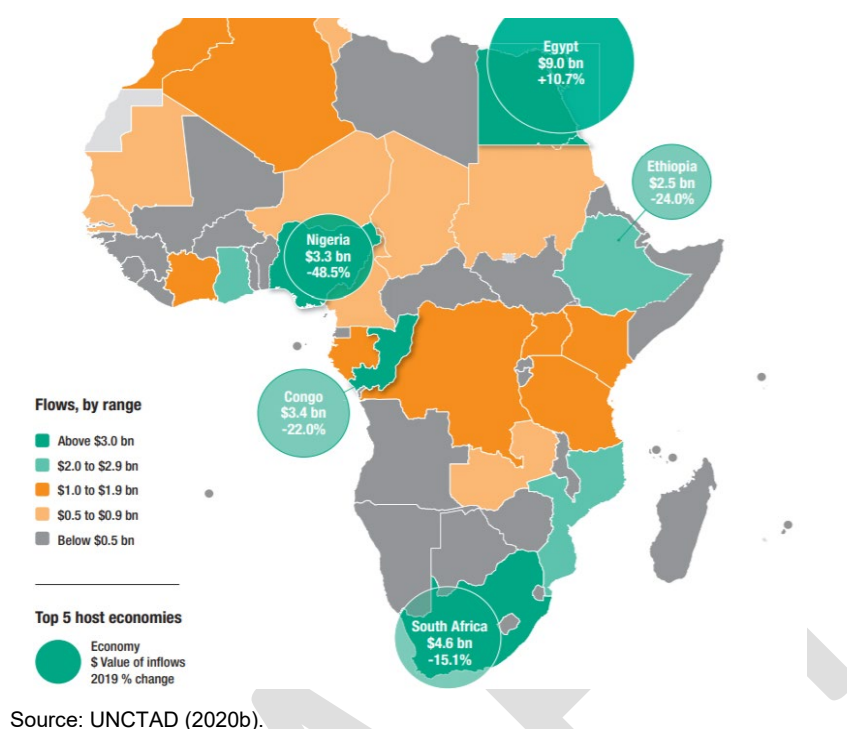 Egypt
$9.0 bn
+10.7%
Ethiopia
$2.5 bn
-24.0%
Nigeria
$3.3 bn
-48.5%
Congo
$3.4 bn
-22.0%
Flows, by range
Above $3.0 bn
$2.0 to $2.9 bn
$1.0 to $1.9 bn
$0.5 to $0.9 bn
Below $0.5 bn
Top 5 host economies
Economy
$ Value of inflows
2019 % change
South Africa
$4.6 bn
-15.1%
Source: UNCTAD (2020b).